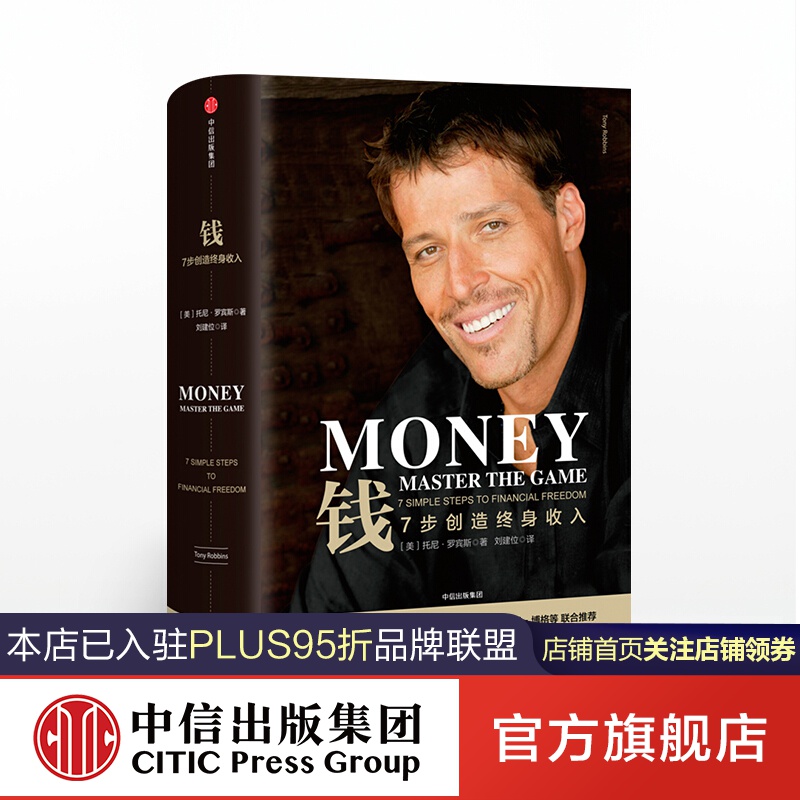 中信出版集团
钱
7步创造终身收入
[美]托尼·罗宾斯 著
刘建位 译
MONEY
MASTER THE GAME
7 SIMPLE STEPS
TO
FINANCIAL FREEDOM
Tony Robbins
Tony Robbins
MONEY
MASTER THE GAME
7 SIMPLE STEPS TO FINANCIAL FREEDOM
钱
7步创造终身收入
[美]托尼·罗宾斯 著 刘建位 译
中信出版集团
博格等 联合推荐
本店已入驻PLUS95折品牌联盟
店铺首页关注店铺领券
中信出版集团
CITIC Press Group
官方旗舰店